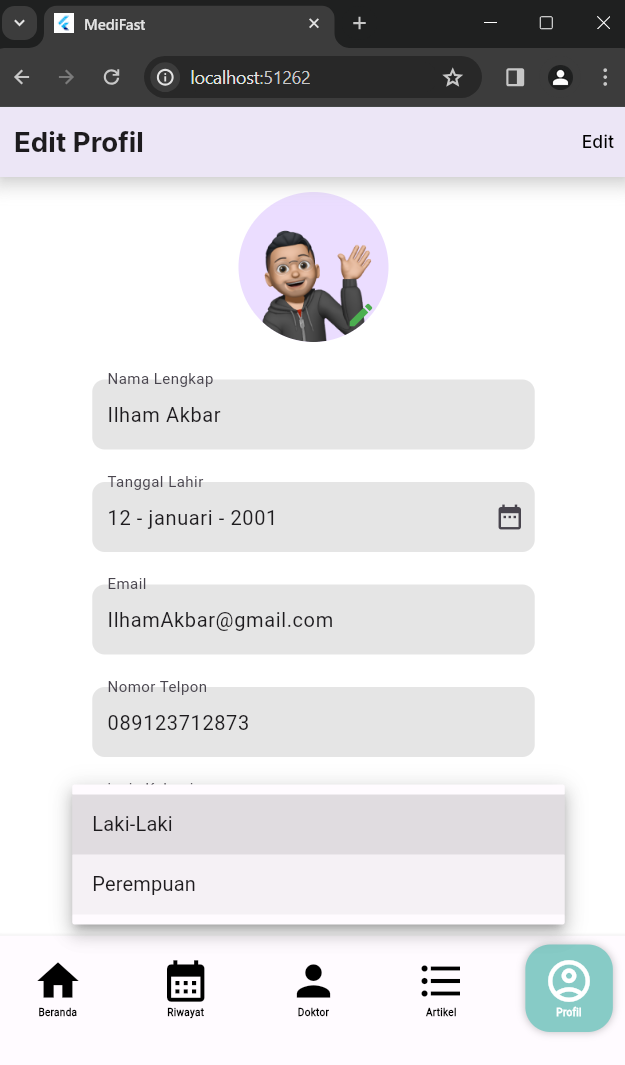 MediFast
localhost:51262
Edit Profil
Edit
Nama Lengkap
Ilham Akbar
Tanggal Lahir
12 - januari - 2001
Email
IlhamAkbar@gmail.com
Nomor Telpon
089123712873
Laki-Laki
Perempuan
Beranda
Riwayat
Doktor
Artikel
Profil